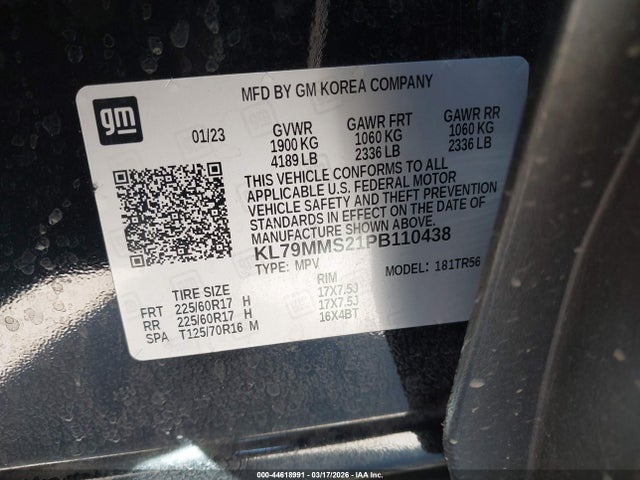 MFD BY GM KOREA COMPANY
gm
01/23
GVWR GAWR FRT GAWR RR
1900 KG 1060 KG 1060 KG
4189 LB 2336 LB 2336 LB
THIS VEHICLE CONFORMS TO ALL
APPLICABLE U.S. FEDERAL MOTOR
VEHICLE SAFETY AND THEFT PREVENTION
STANDARDS IN EFFECT ON THE DATE OF
MANUFACTURE SHOWN ABOVE.
KL79MMS21PB110438
TYPE: MPV MODEL: 181TR56
TIRE SIZE RIM
FRT 225/60R17 H 17X7.5J
RR 225/60R17 H 17X7.5J
SPA T125/70R16 M 16X4BT
000-44618991 - 03/17/2026 - IAA Inc.